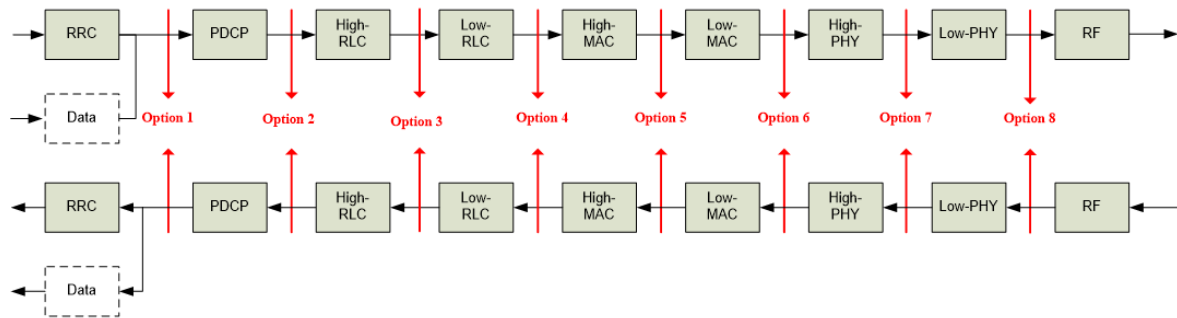 RRC
PDCP
High-
RLC
Low-
RLC
High-
MAC
Low-
MAC
High-
PHY
Low-PHY
RF
Data
Option 1
Option 2
Option 3
Option 4
Option 5
Option 6
Option 7
Option 8
RRC
PDCP
High-
RLC
Low-
RLC
High-
MAC
Low-
MAC
High-
PHY
Low-PHY
RF
Data